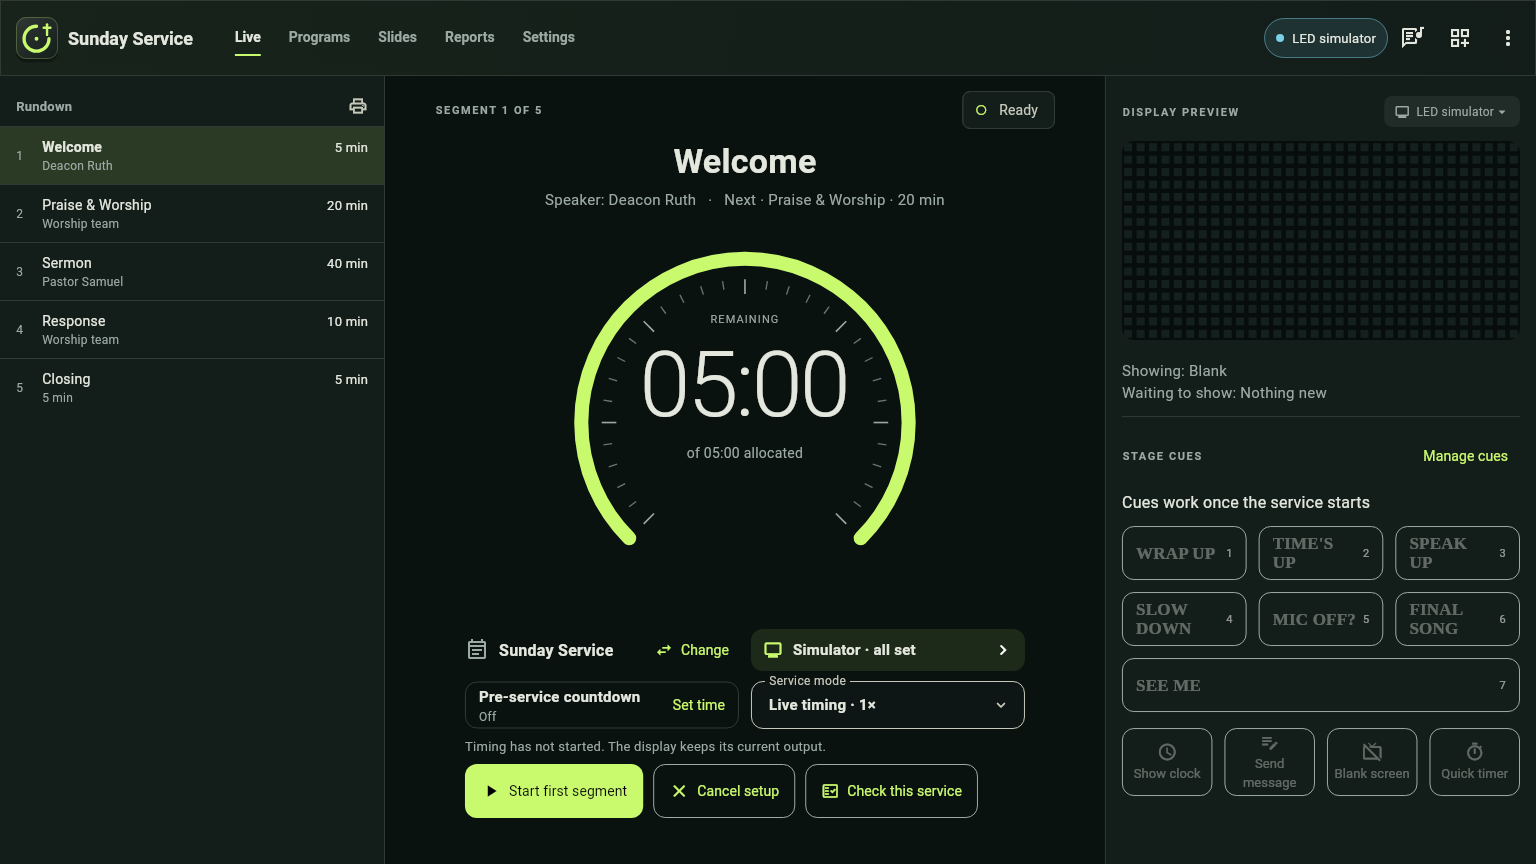 Sunday Service
Live
Programs
Slides
Reports
Settings
LED simulator
Rundown
1
Welcome
5 min
Deacon Ruth
2
Praise & Worship
20 min
Worship team
3
Sermon
40 min
Pastor Samuel
4
Response
10 min
Worship team
5
Closing
5 min
5 min
SEGMENT 1 OF 5
Ready
Welcome
Speaker: Deacon Ruth · Next · Praise & Worship · 20 min
REMAINING
05:00
of 05:00 allocated
Sunday Service
Change
Simulator · all set
Pre-service countdown
Off
Set time
Service mode
Live timing · 1×
Timing has not started. The display keeps its current output.
Start first segment
Cancel setup
Check this service
DISPLAY PREVIEW
LED simulator
Showing: Blank
Waiting to show: Nothing new
STAGE CUES
Manage cues
Cues work once the service starts
WRAP UP 1
TIME'S
UP
2
SPEAK
UP
3
SLOW
DOWN
4
MIC OFF? 5
FINAL
SONG
6
SEE ME 7
Show clock
Send
message
Blank screen
Quick timer